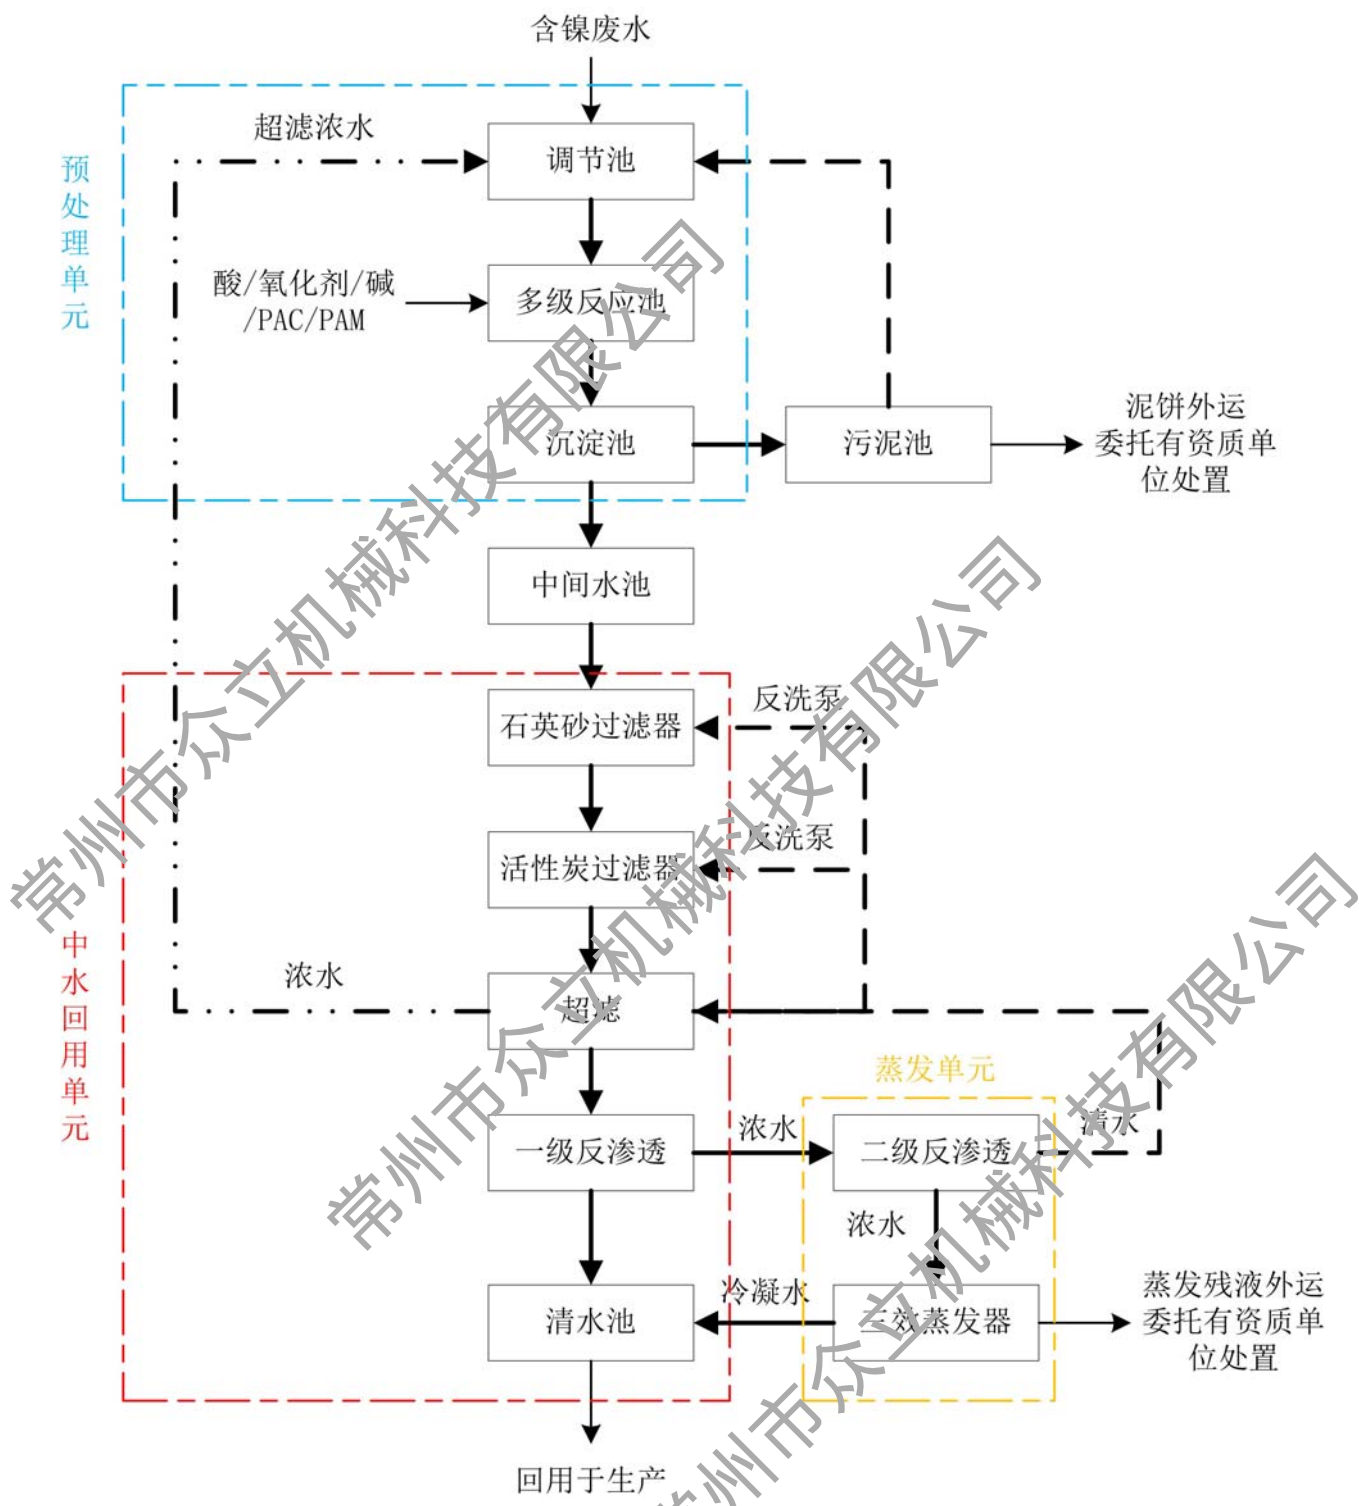 含镍废水
超滤浓水
调节池
预处理单元
酸/氧化剂/碱
/PAC/PAM
多级反应池
沉淀池
污泥池
泥饼外运
委托有资质单
位处置
中间水池
石英砂过滤器
反洗泵
活性炭过滤器
反洗泵
中水回用单元
浓水
超滤
蒸发单元
一级反渗透
浓水
二级反渗透
清水
浓水
清水池
冷凝水
三效蒸发器
蒸发残液外运
委托有资质单
位处置
回用于生产
常州市众立机械科技有限公司
常州市众立机械科技有限公司
常州市众立机械科技有限公司